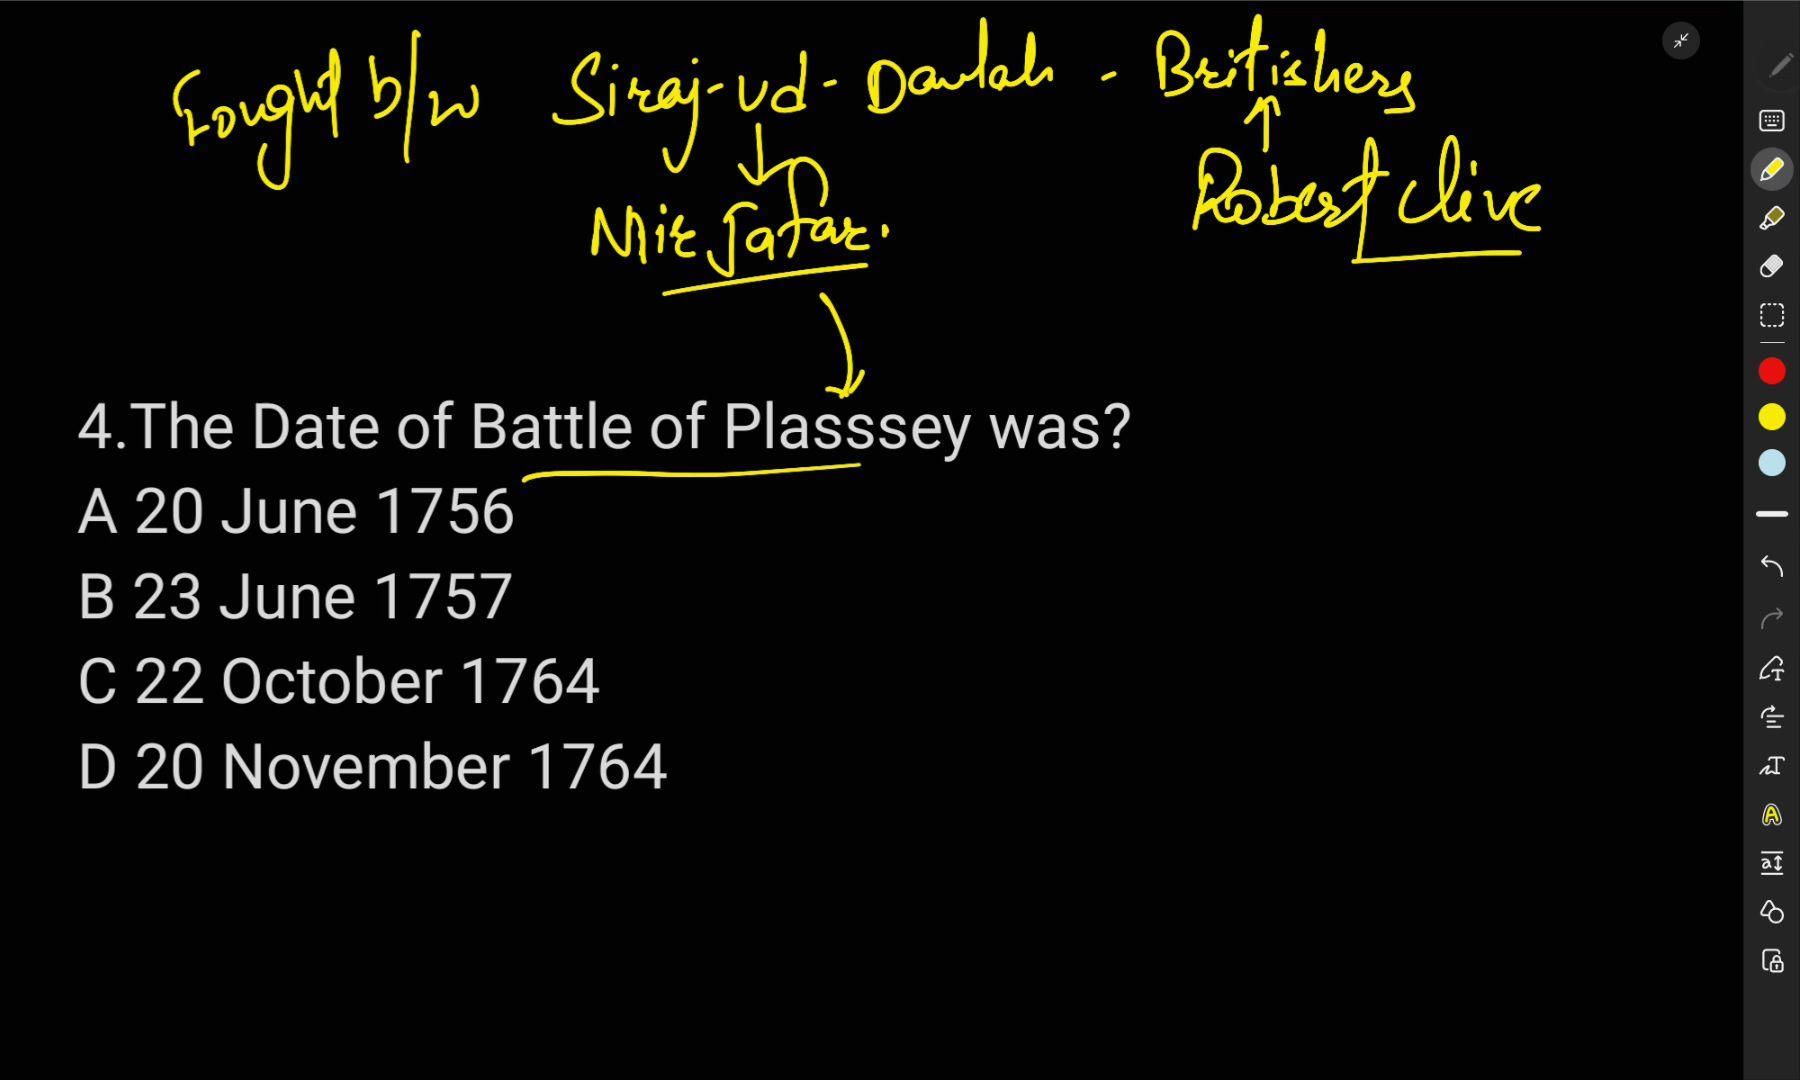 Fought b/w Siraj-ud-Daulah - Britishers
Mir Jafar. Robert Clive
4.The Date of Battle of Plasssey was?
A 20 June 1756
B 23 June 1757
C 22 October 1764
D 20 November 1764